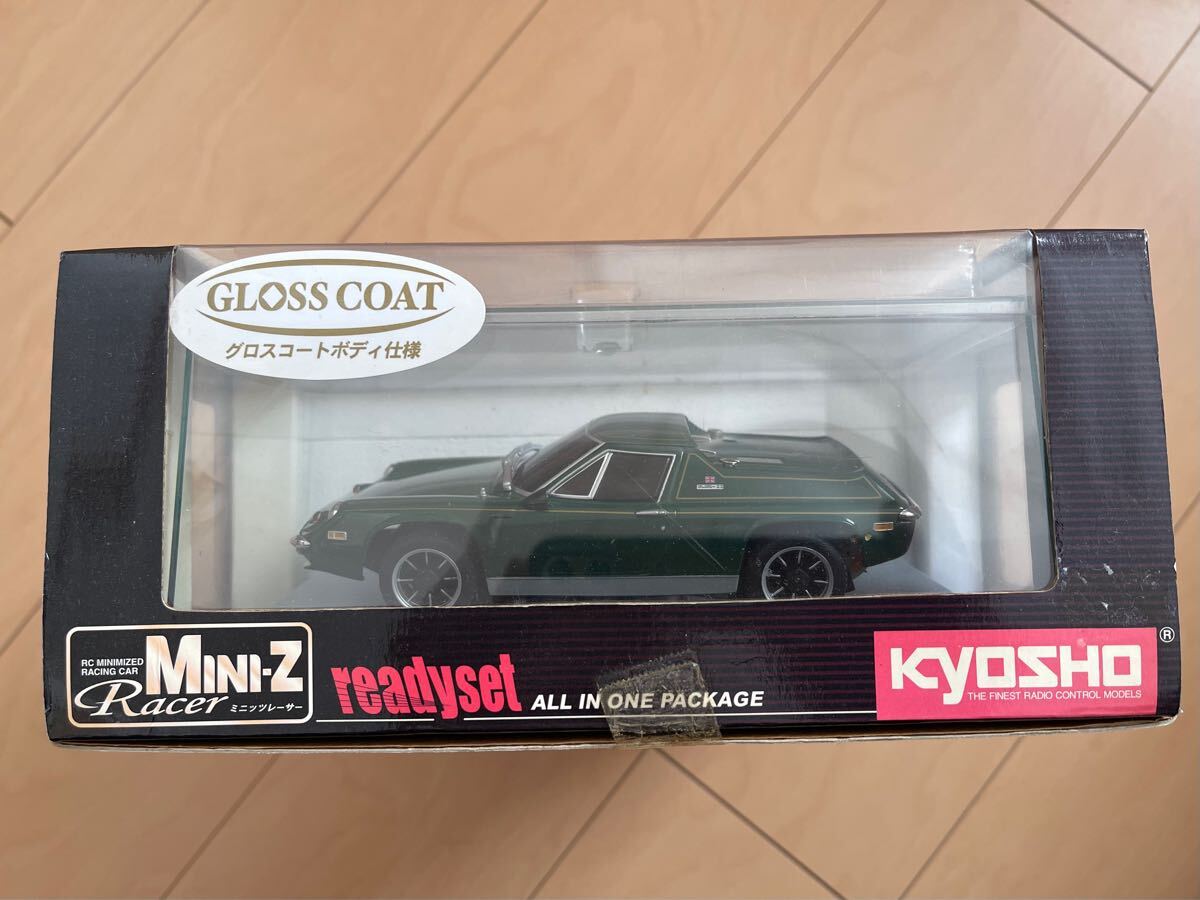 GLOSS COAT
グロスコートボディ仕様
RC MINIMIZED
RACING CAR
MINI-Z
Racer
ミニッツレーサー
readyset
ALL IN ONE PACKAGE
KYOSHO
®
THE FINEST RADIO CONTROL MODELS